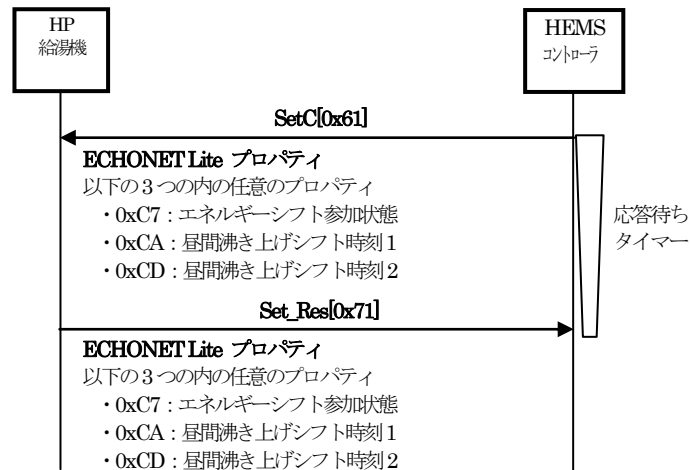 HP
給湯機
HEMS
コントローラ
SetC[0x61]
ECHONET Lite プロパティ
以下の3つの内の任意のプロパティ
・0xC7：エネルギーシフト参加状態
・0xCA：昼間沸き上げシフト時刻1
・0xCD：昼間沸き上げシフト時刻2
応答待ち
タイマー
Set_Res[0x71]
ECHONET Lite プロパティ
以下の3つの内の任意のプロパティ
・0xC7：エネルギーシフト参加状態
・0xCA：昼間沸き上げシフト時刻1
・0xCD：昼間沸き上げシフト時刻2